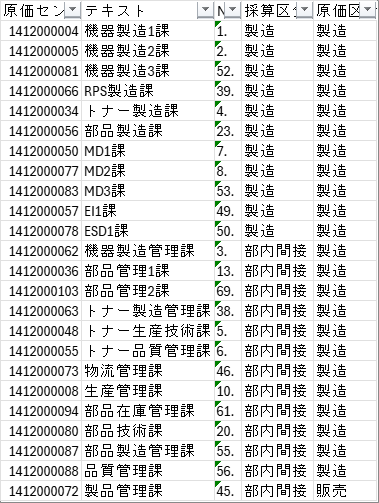 原価セン テキスト N 採算区分 原価区
1412000004 機器製造1課 1. 製造 製造
1412000005 機器製造2課 2. 製造 製造
1412000081 機器製造3課 52. 製造 製造
1412000066 RPS製造課 39. 製造 製造
1412000034 トナー製造課 4. 製造 製造
1412000056 部品製造課 23. 製造 製造
1412000050 MD1課 7. 製造 製造
1412000077 MD2課 8. 製造 製造
1412000083 MD3課 53. 製造 製造
1412000057 EI1課 49. 製造 製造
1412000078 ESD1課 50. 製造 製造
1412000062 機器製造管理課 3. 部内間接 製造
1412000036 部品管理1課 13. 部内間接 製造
1412000103 部品管理2課 69. 部内間接 製造
1412000063 トナー製造管理課 38. 部内間接 製造
1412000048 トナー生産技術課 5. 部内間接 製造
1412000055 トナー品質管理課 6. 部内間接 製造
1412000073 物流管理課 46. 部内間接 製造
1412000008 生産管理課 10. 部内間接 製造
1412000094 部品在庫管理課 61. 部内間接 製造
1412000080 部品技術課 20. 部内間接 製造
1412000087 部品製造管理課 55. 部内間接 製造
1412000088 品質管理課 56. 部内間接 製造
1412000072 製品管理課 45. 部内間接 販売